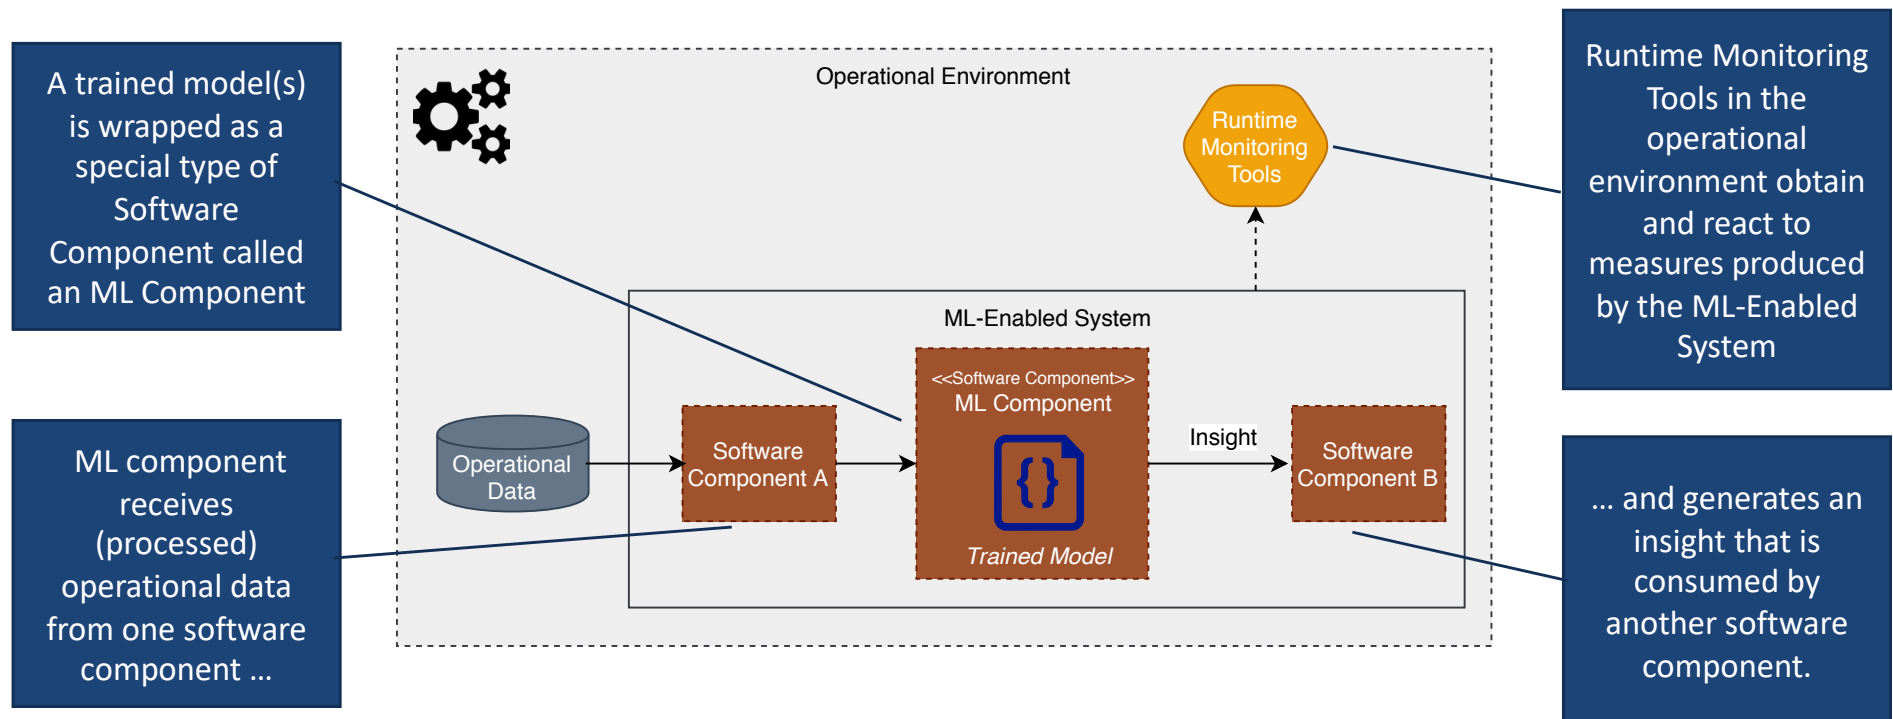 A trained model(s)
is wrapped as a
special type of
Software
Component called
an ML Component
Operational Environment
Runtime
Monitoring
Tools
Runtime Monitoring
Tools in the
operational
environment obtain
and react to
measures produced
by the ML-Enabled
System
ML-Enabled System
<<Software Component>>
ML Component
Trained Model
Operational
Data
Software
Component A
Insight
Software
Component B
{}
ML component
receives
(processed)
operational data
from one software
component ...
... and generates an
insight that is
consumed by
another software
component.